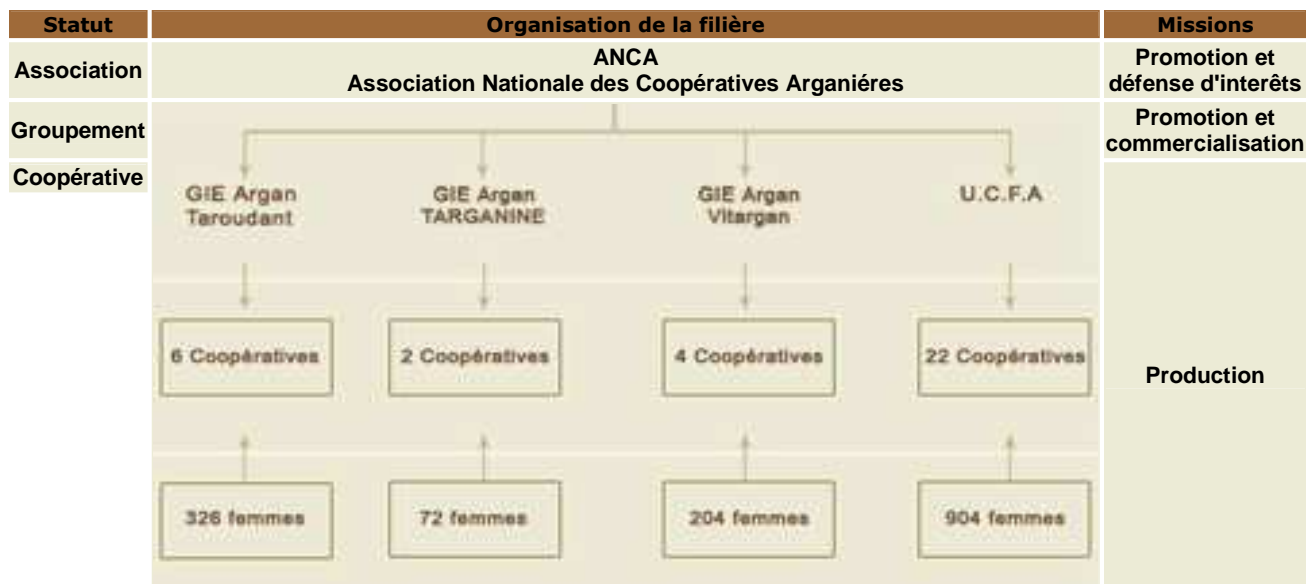 Statut
Organisation de la filière
Missions
Association
ANCA
Association Nationale des Coopératives Arganiéres
Promotion et
défense d'interêts
Groupement
Promotion et
commercialisation
Coopérative
GIE Argan
Taroudant
GIE Argan
TARGANINE
GIE Argan
Vitargan
U.C.F.A
6 Coopératives
2 Coopératives
4 Coopératives
22 Coopératives
Production
326 femmes
72 femmes
204 femmes
904 femmes